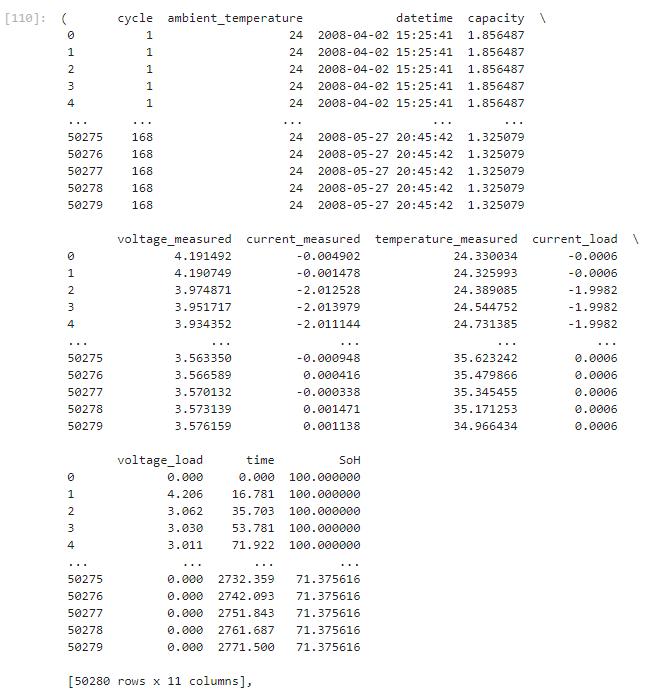 [110]: ( cycle ambient_temperature datetime capacity \
0 1 24 2008-04-02 15:25:41 1.856487
1 1 24 2008-04-02 15:25:41 1.856487
2 1 24 2008-04-02 15:25:41 1.856487
3 1 24 2008-04-02 15:25:41 1.856487
4 1 24 2008-04-02 15:25:41 1.856487
... ... ... ... ...
50275 168 24 2008-05-27 20:45:42 1.325079
50276 168 24 2008-05-27 20:45:42 1.325079
50277 168 24 2008-05-27 20:45:42 1.325079
50278 168 24 2008-05-27 20:45:42 1.325079
50279 168 24 2008-05-27 20:45:42 1.325079
voltage_measured current_measured temperature_measured current_load \
0 4.191492 -0.004902 24.330034 -0.0006
1 4.190749 -0.001478 24.325993 -0.0006
2 3.974871 -2.012528 24.389085 -1.9982
3 3.951717 -2.013979 24.544752 -1.9982
4 3.934352 -2.011144 24.731385 -1.9982
... ... ... ... ...
50275 3.563350 -0.000948 35.623242 0.0006
50276 3.566589 0.000416 35.479866 0.0006
50277 3.570132 -0.000338 35.345455 0.0006
50278 3.573139 0.001471 35.171253 0.0006
50279 3.576159 0.001138 34.966434 0.0006
voltage_load time SoH
0 0.000 0.000 100.000000
1 4.206 16.781 100.000000
2 3.062 35.703 100.000000
3 3.030 53.781 100.000000
4 3.011 71.922 100.000000
... ... ... ...
50275 0.000 2732.359 71.375616
50276 0.000 2742.093 71.375616
50277 0.000 2751.843 71.375616
50278 0.000 2761.687 71.375616
50279 0.000 2771.500 71.375616
[50280 rows x 11 columns],